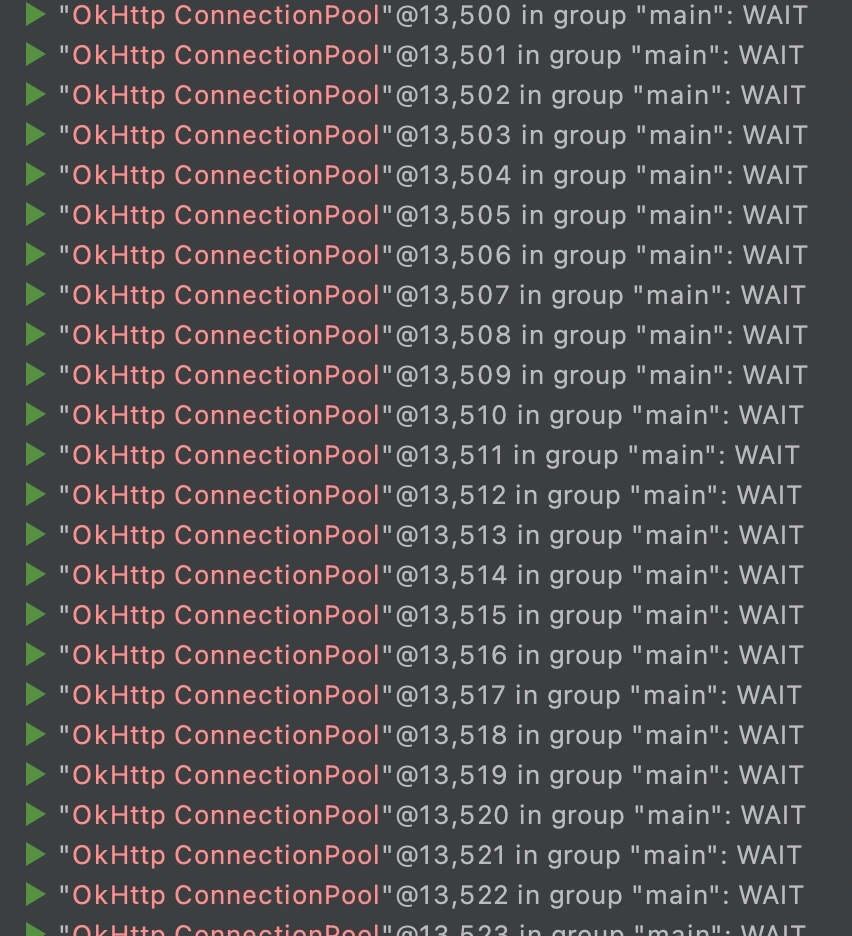 "OkHttp ConnectionPool"@13,500 in group "main": WAIT
"OkHttp ConnectionPool"@13,501 in group "main": WAIT
"OkHttp ConnectionPool"@13,502 in group "main": WAIT
"OkHttp ConnectionPool"@13,503 in group "main": WAIT
"OkHttp ConnectionPool"@13,504 in group "main": WAIT
"OkHttp ConnectionPool"@13,505 in group "main": WAIT
"OkHttp ConnectionPool"@13,506 in group "main": WAIT
"OkHttp ConnectionPool"@13,507 in group "main": WAIT
"OkHttp ConnectionPool"@13,508 in group "main": WAIT
"OkHttp ConnectionPool"@13,509 in group "main": WAIT
"OkHttp ConnectionPool"@13,510 in group "main": WAIT
"OkHttp ConnectionPool"@13,511 in group "main": WAIT
"OkHttp ConnectionPool"@13,512 in group "main": WAIT
"OkHttp ConnectionPool"@13,513 in group "main": WAIT
"OkHttp ConnectionPool"@13,514 in group "main": WAIT
"OkHttp ConnectionPool"@13,515 in group "main": WAIT
"OkHttp ConnectionPool"@13,516 in group "main": WAIT
"OkHttp ConnectionPool"@13,517 in group "main": WAIT
"OkHttp ConnectionPool"@13,518 in group "main": WAIT
"OkHttp ConnectionPool"@13,519 in group "main": WAIT
"OkHttp ConnectionPool"@13,520 in group "main": WAIT
"OkHttp ConnectionPool"@13,521 in group "main": WAIT
"OkHttp ConnectionPool"@13,522 in group "main": WAIT
"OkHttp ConnectionPool"@13,523 in group "main": WAIT